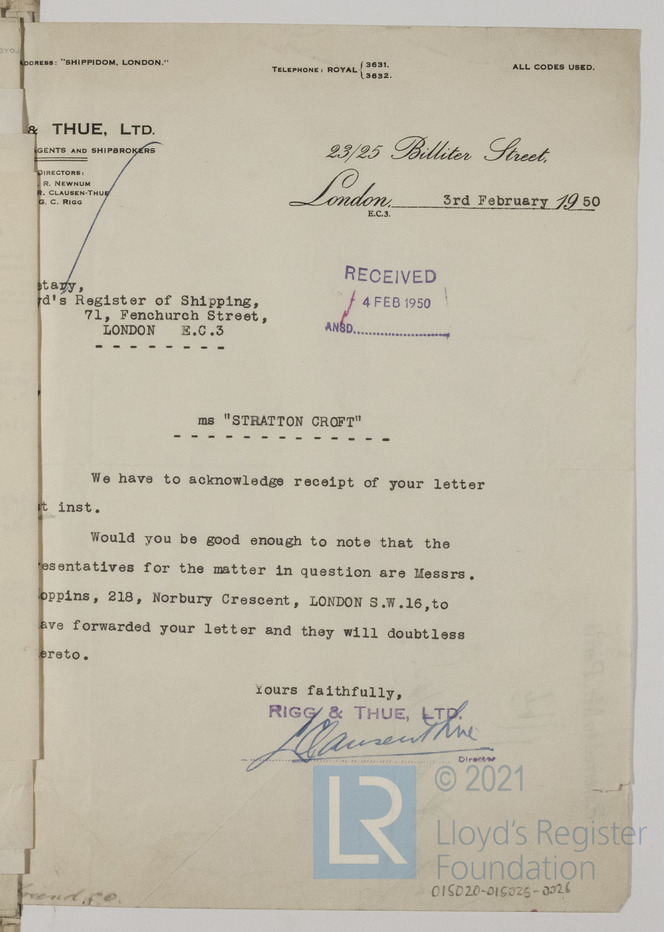 ADDRESS: "SHIPPIDOM, LONDON."
TELEPHONE: ROYAL { 3631. 3632.
ALL CODES USED.
& THUE, LTD.
AGENTS AND SHIPBROKERS
DIRECTORS:
R. NEWNUM
R. CLAUSEN-THUE
G. C. RIGG
23/25 Billiter Street,
London, 3rd February 1950
E.C.3.
etary,
rd's Register of Shipping,
71, Fenchurch Street,
LONDON E.C.3
RECEIVED
4 FEB 1950
ANSD.
ms "STRATTON CROFT"
We have to acknowledge receipt of your letter
t inst.
Would you be good enough to note that the
esentatives for the matter in question are Messrs.
oppins, 218, Norbury Crescent, LONDON S.W.16,to
ave forwarded your letter and they will doubtless
ereto.
Yours faithfully,
RIGG & THUE, LTD.
Clausen Thue
Director
LR
© 2021
Lloyd's Register
Foundation
015020-015025-0026